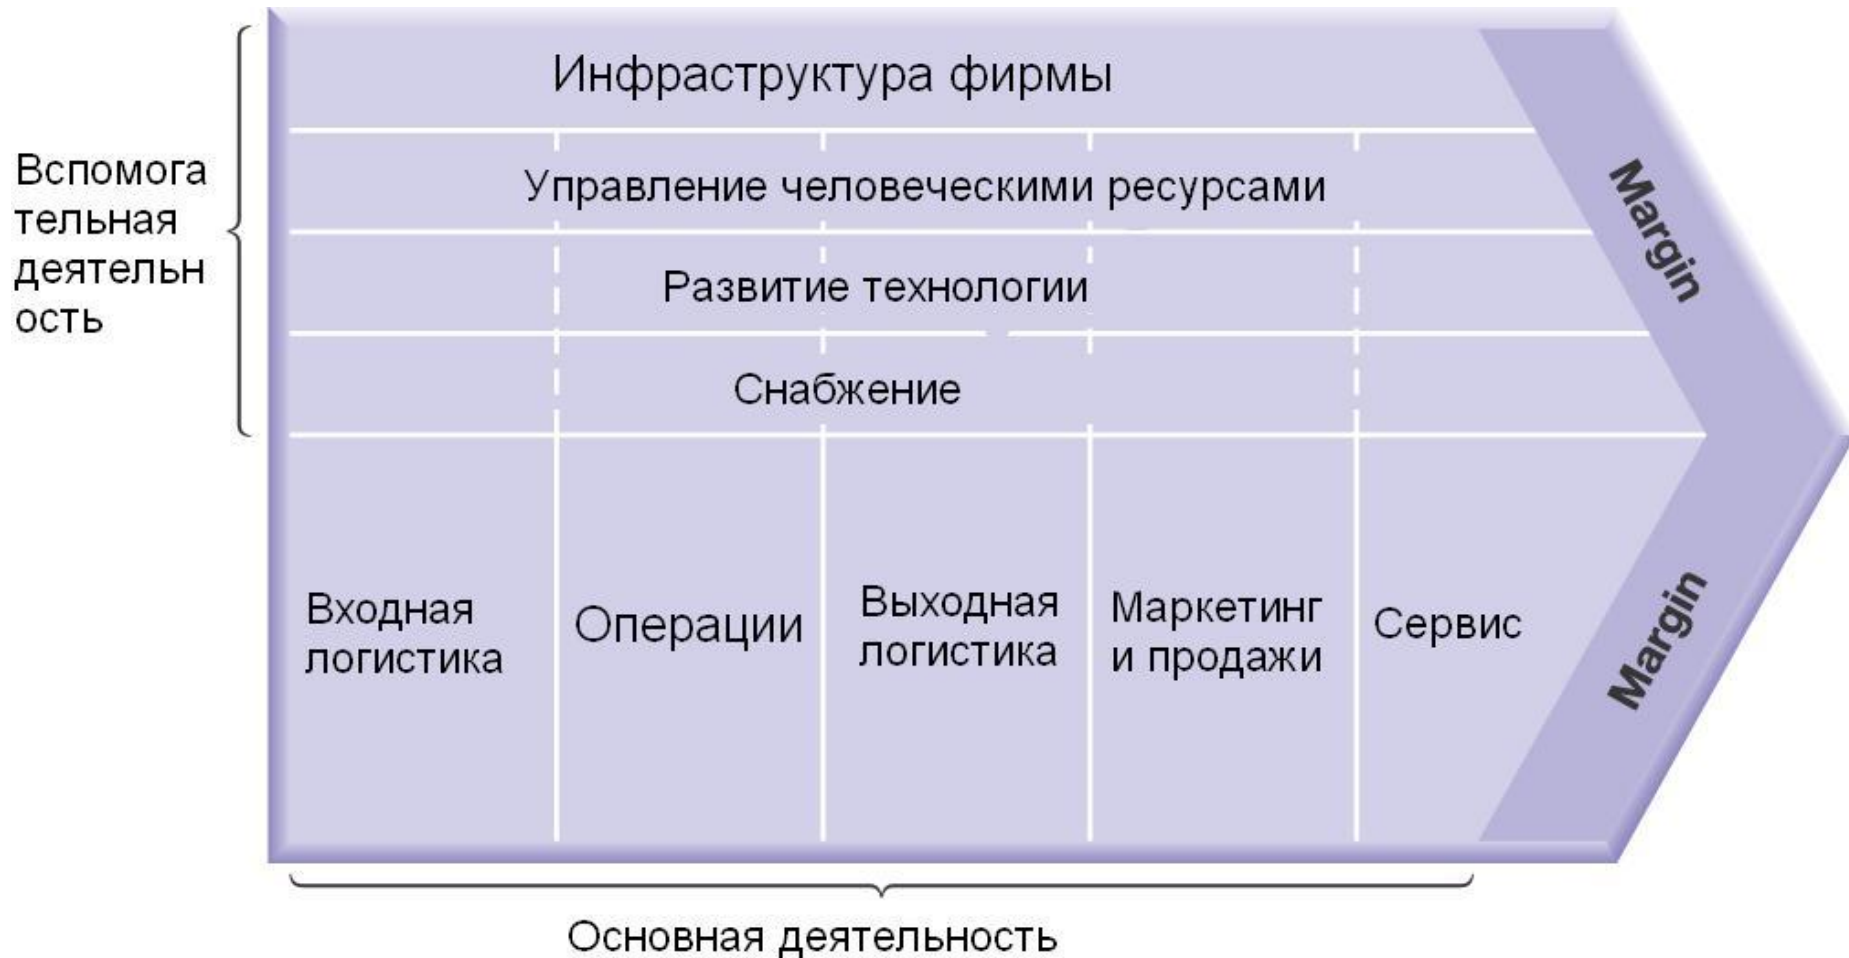 Инфраструктура фирмы
Вспомога
тельная
деятельн
ость
Управление человеческими ресурсами
Развитие технологии
Снабжение
Margin
Входная
логистика
Операции
Выходная
логистика
Маркетинг
и продажи
Сервис
Margin
Основная деятельность